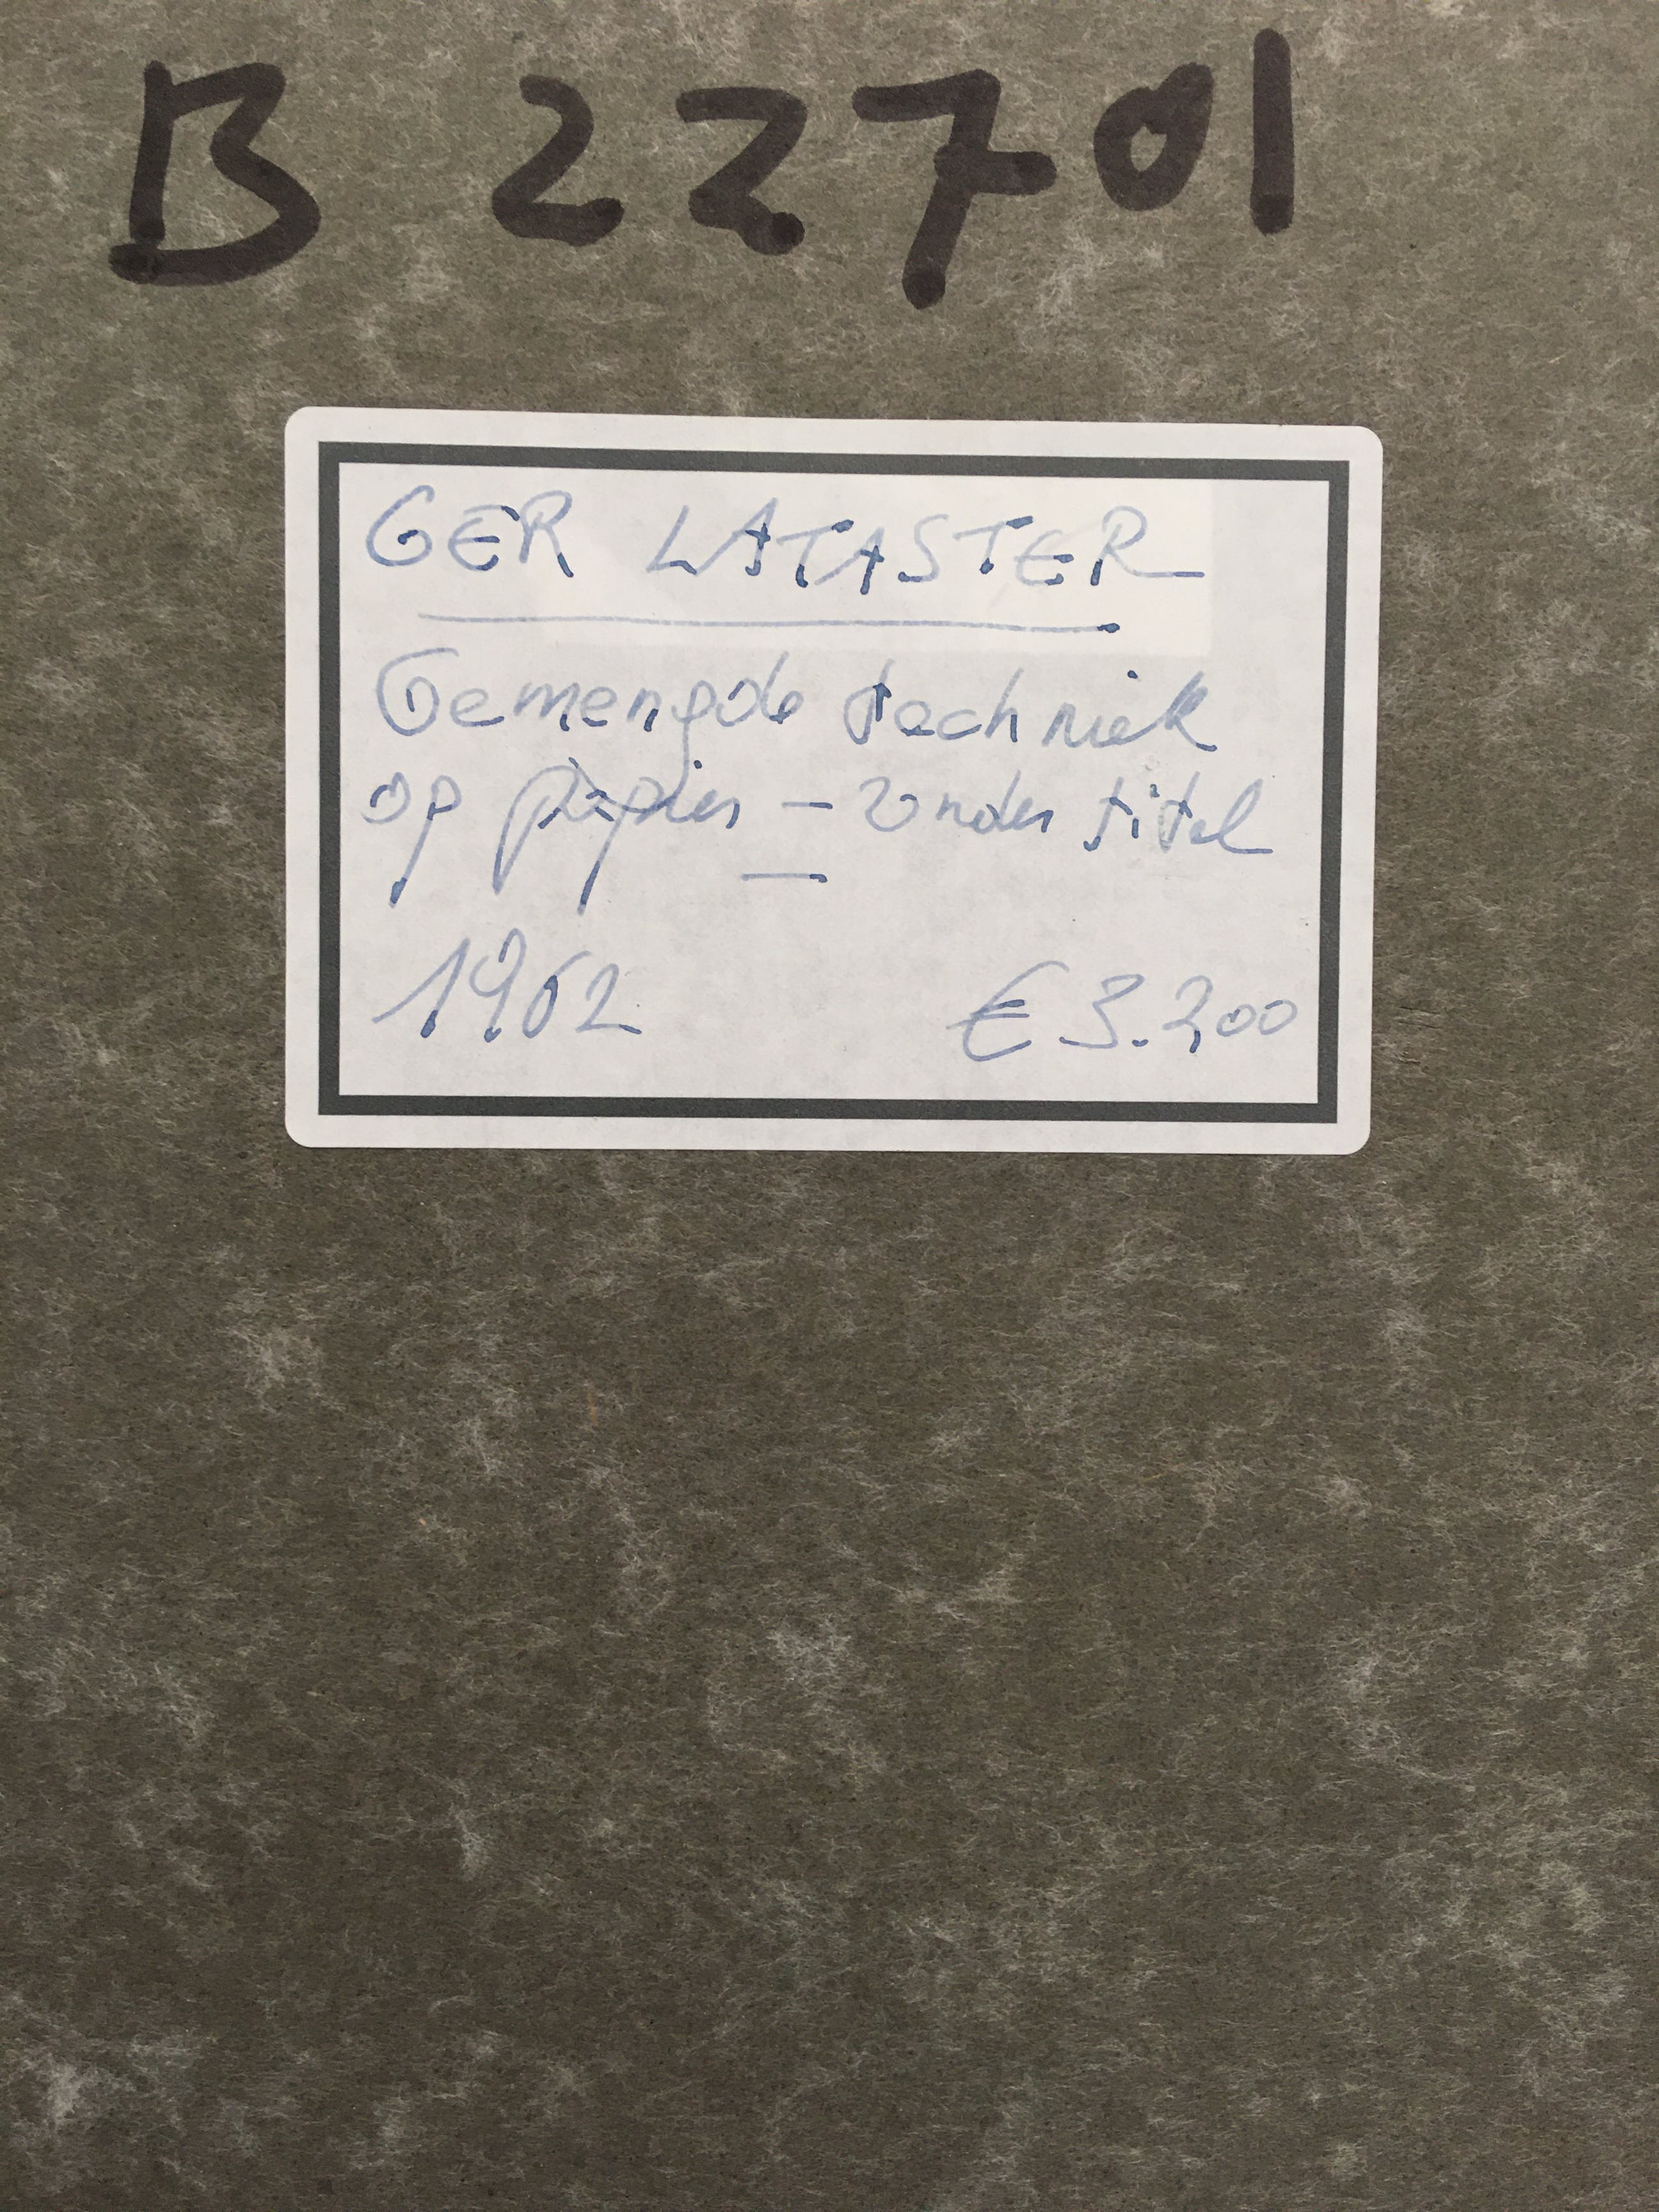 B 22701
GER LATASTER
Gemengde techniek
op papier - zonder titel
1962 € 3.200